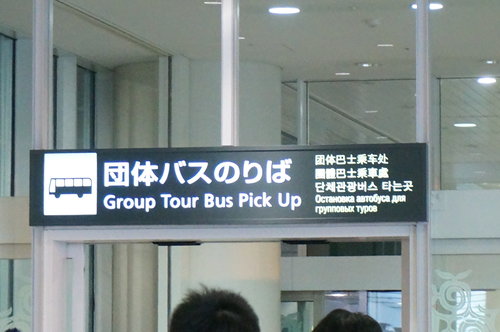 団体バスのりば
Group Tour Bus Pick Up
团体巴士乘车处
團體巴士乘車處
단체관광버스 타는곳
Остановка автобуса для
групповых туров